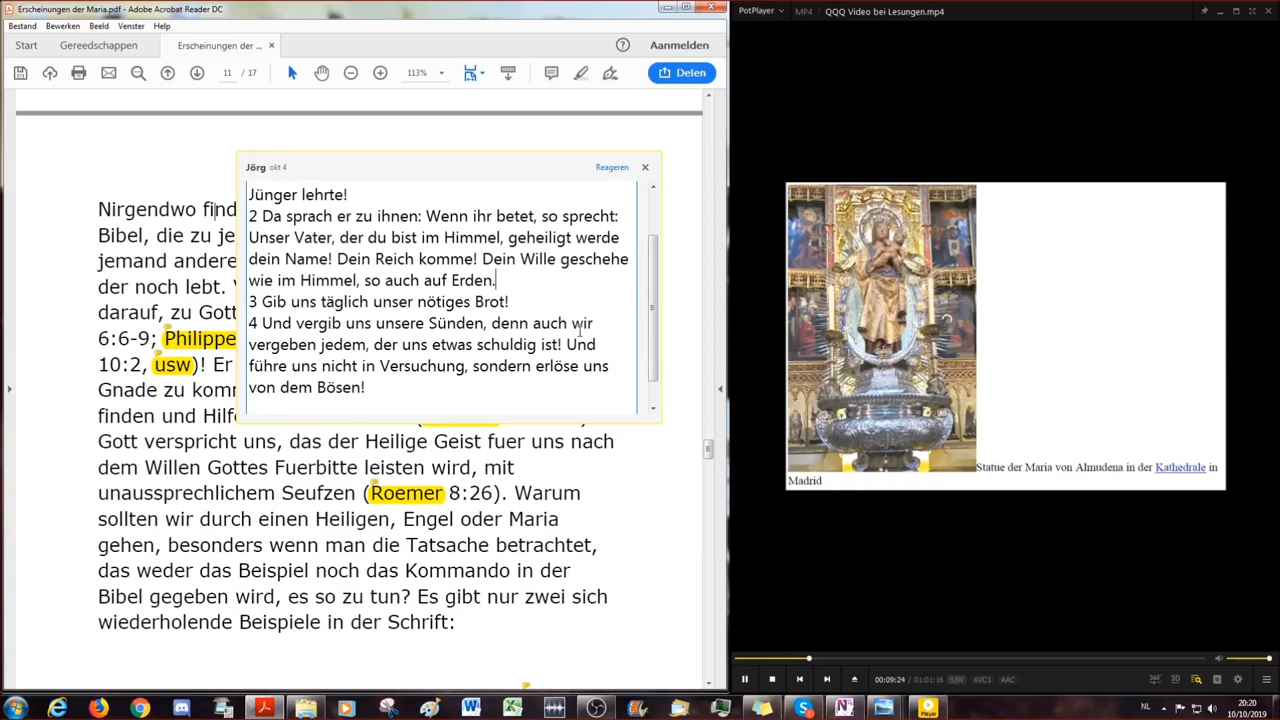 Erscheinungen der Maria.pdf - Adobe Acrobat Reader DC
Bestand Bewerken Beeld Venster Help
Start Gereedschappen Erscheinungen der ... × Aanmelden
11 / 17 113% Delen
Jörg okt 4 Reageren
Jünger lehrte!
2 Da sprach er zu ihnen: Wenn ihr betet, so sprecht:
Unser Vater, der du bist im Himmel, geheiligt werde
dein Name! Dein Reich komme! Dein Wille geschehe
wie im Himmel, so auch auf Erden.
3 Gib uns täglich unser nötiges Brot!
4 Und vergib uns unsere Sünden, denn auch wir
vergeben jedem, der uns etwas schuldig ist! Und
führe uns nicht in Versuchung, sondern erlöse uns
von dem Bösen!
Nirgendwo find
Bibel, die zu je
jemand andere
der noch lebt.
darauf, zu Got
6:6-9; Philippe
10:2, usw)! Er
Gnade zu kom
finden und Hilf
Gott verspricht uns, das der Heilige Geist fuer uns nach
dem Willen Gottes Fuerbitte leisten wird, mit
unaussprechlichem Seufzen (Roemer 8:26). Warum
sollten wir durch einen Heiligen, Engel oder Maria
gehen, besonders wenn man die Tatsache betrachtet,
das weder das Beispiel noch das Kommando in der
Bibel gegeben wird, es so zu tun? Es gibt nur zwei sich
wiederholende Beispiele in der Schrift:
PotPlayer MP4 QQQ Video bei Lesungen.mp4
Statue der Maria von Almudena in der Kathedrale in
Madrid
00:09:24 / 01:01:16 S/W AVC1 AAC 360° 3D
NL 20:20
10/10/2019